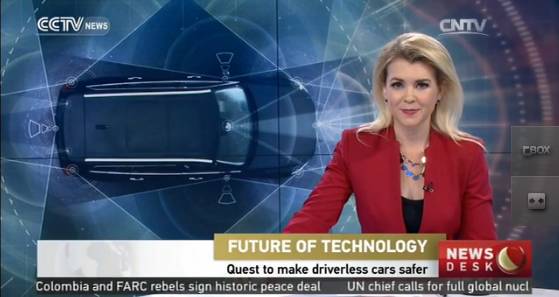 CCTV NEWS
CNTV
CBOX
FUTURE OF TECHNOLOGY
Quest to make driverless cars safer
NEWS
DESK
Colombia and FARC rebels sign historic peace deal
UN chief calls for full global nucl